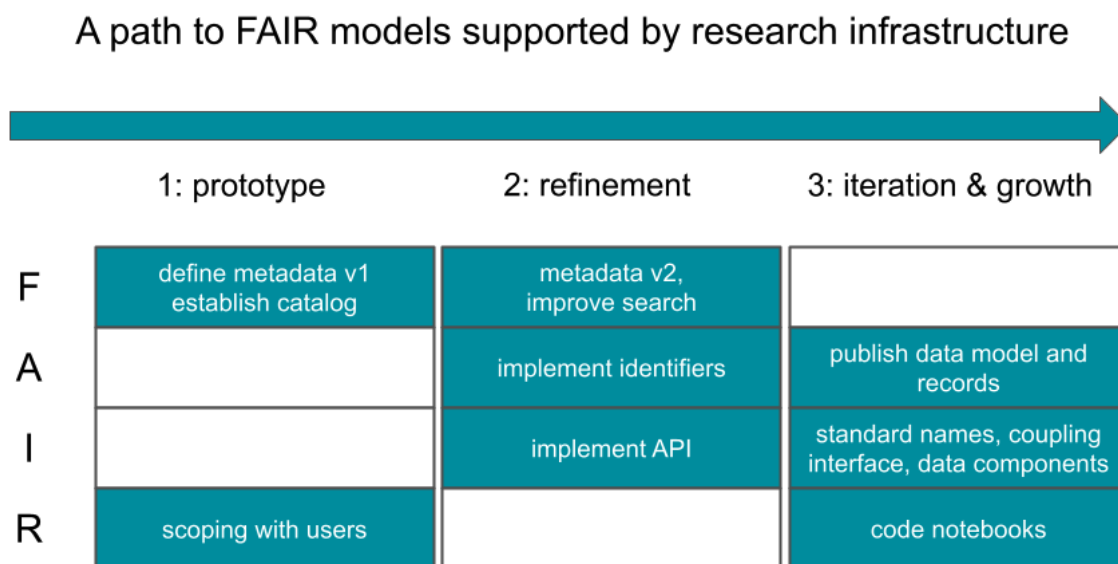 A path to FAIR models supported by research infrastructure
1: prototype
2: refinement
3: iteration & growth
F
define metadata v1
establish catalog
metadata v2,
improve search
A
implement identifiers
publish data model and
records
I
implement API
standard names, coupling
interface, data components
R
scoping with users
code notebooks